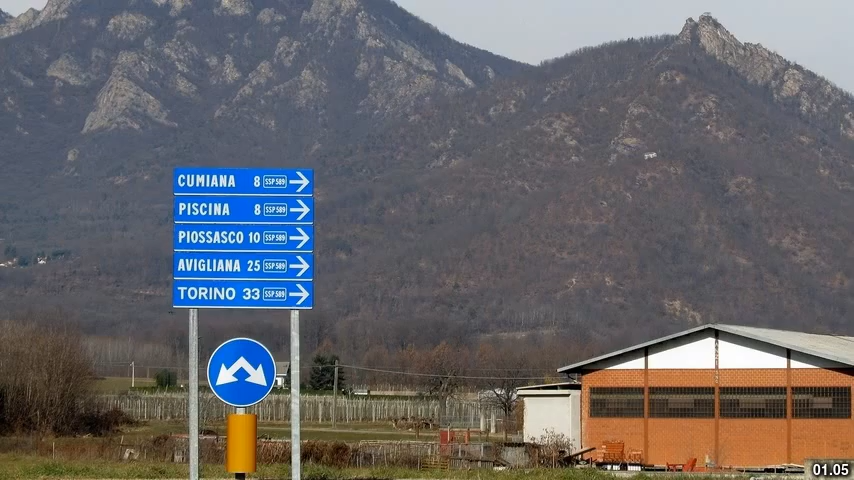 CUMIANA 8 SSP589
PISCINA 8 SSP589
PIOSSASCO 10 SSP589
AVIGLIANA 25 SSP589
TORINO 33 SSP589
01.05